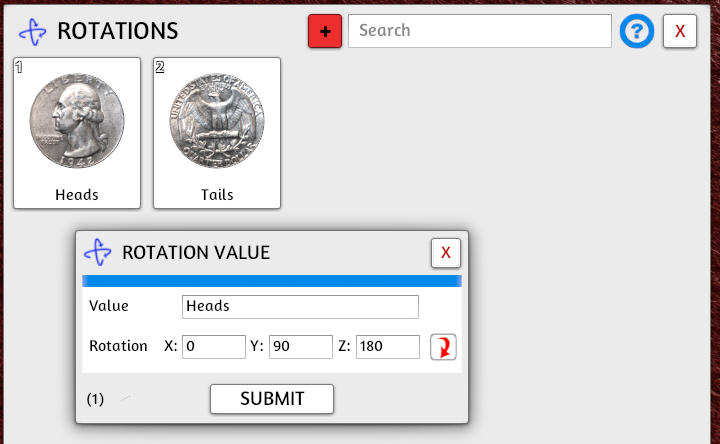 ROTATIONS
+
Search
?
X
1
2
LIBERTY
1942
UNITED STATES OF AMERICA
QUARTER DOLLAR
Heads
Tails
ROTATION VALUE
X
Value
Heads
Rotation
X: 0
Y: 90
Z: 180
(1)
SUBMIT